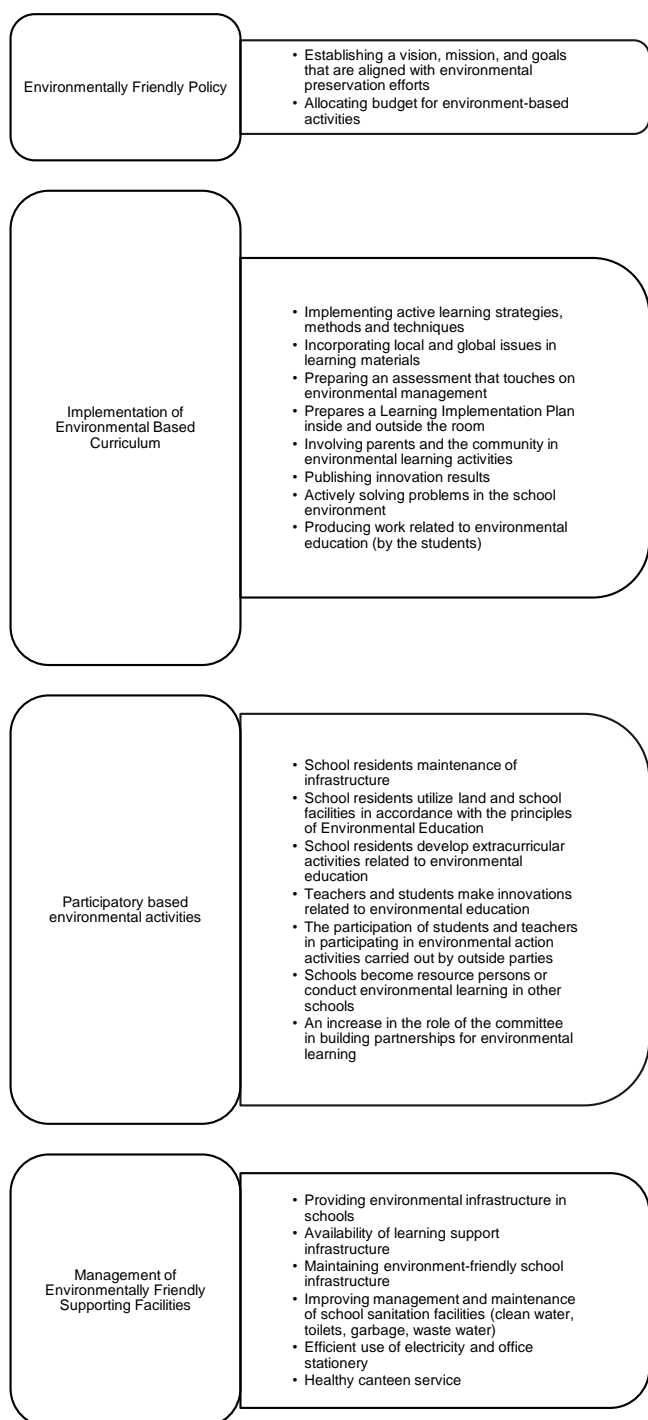 Environmentally Friendly Policy
• Establishing a vision, mission, and goals
that are aligned with environmental
preservation efforts
• Allocating budget for environment-based
activities
Implementation of
Environmental Based
Curriculum
• Implementing active learning strategies,
methods and techniques
• Incorporating local and global issues in
learning materials
• Preparing an assessment that touches on
environmental management
• Prepares a Learning Implementation Plan
inside and outside the room
• Involving parents and the community in
environmental learning activities
• Publishing innovation results
• Actively solving problems in the school
environment
• Producing work related to environmental
education (by the students)
Participatory based
environmental activities
• School residents maintenance of
infrastructure
• School residents utilize land and school
facilities in accordance with the principles
of Environmental Education
• School residents develop extracurricular
activities related to environmental
education
• Teachers and students make innovations
related to environmental education
• The participation of students and teachers
in participating in environmental action
activities carried out by outside parties
• Schools become resource persons or
conduct environmental learning in other
schools
• An increase in the role of the committee
in building partnerships for environmental
learning
Management of
Environmentally Friendly
Supporting Facilities
• Providing environmental infrastructure in
schools
• Availability of learning support
infrastructure
• Maintaining environment-friendly school
infrastructure
• Improving management and maintenance
of school sanitation facilities (clean water,
toilets, garbage, waste water)
• Efficient use of electricity and office
stationery
• Healthy canteen service